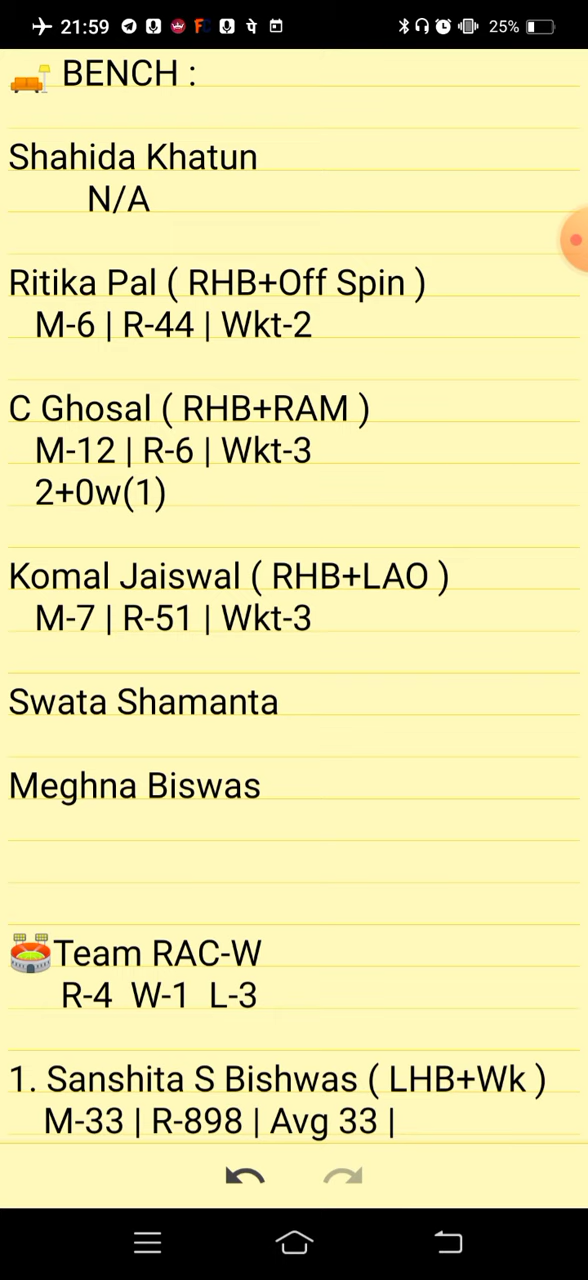 21:59
25%
BENCH :
Shahida Khatun
N/A
Ritika Pal ( RHB+Off Spin )
M-6 | R-44 | Wkt-2
C Ghosal ( RHB+RAM )
M-12 | R-6 | Wkt-3
2+0w(1)
Komal Jaiswal ( RHB+LAO )
M-7 | R-51 | Wkt-3
Swata Shamanta
Meghna Biswas
Team RAC-W
R-4 W-1 L-3
1. Sanshita S Bishwas ( LHB+Wk )
M-33 | R-898 | Avg 33 |